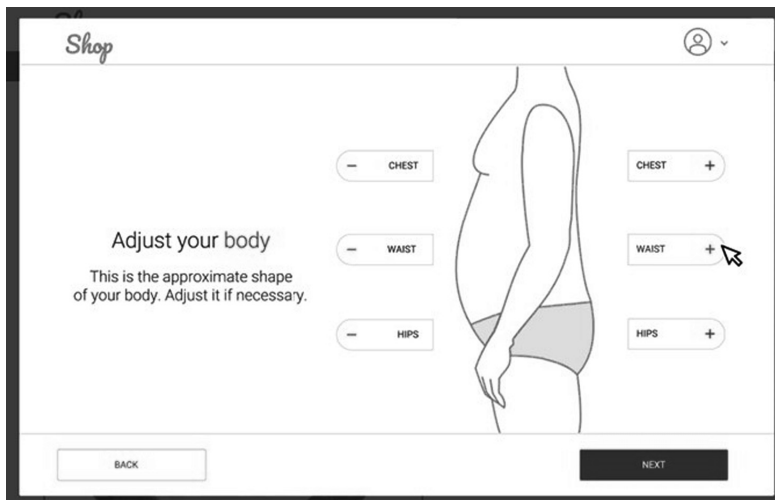 Shop
− CHEST
CHEST +
Adjust your body
− WAIST
WAIST +
This is the approximate shape
of your body. Adjust it if necessary.
− HIPS
HIPS +
BACK
NEXT